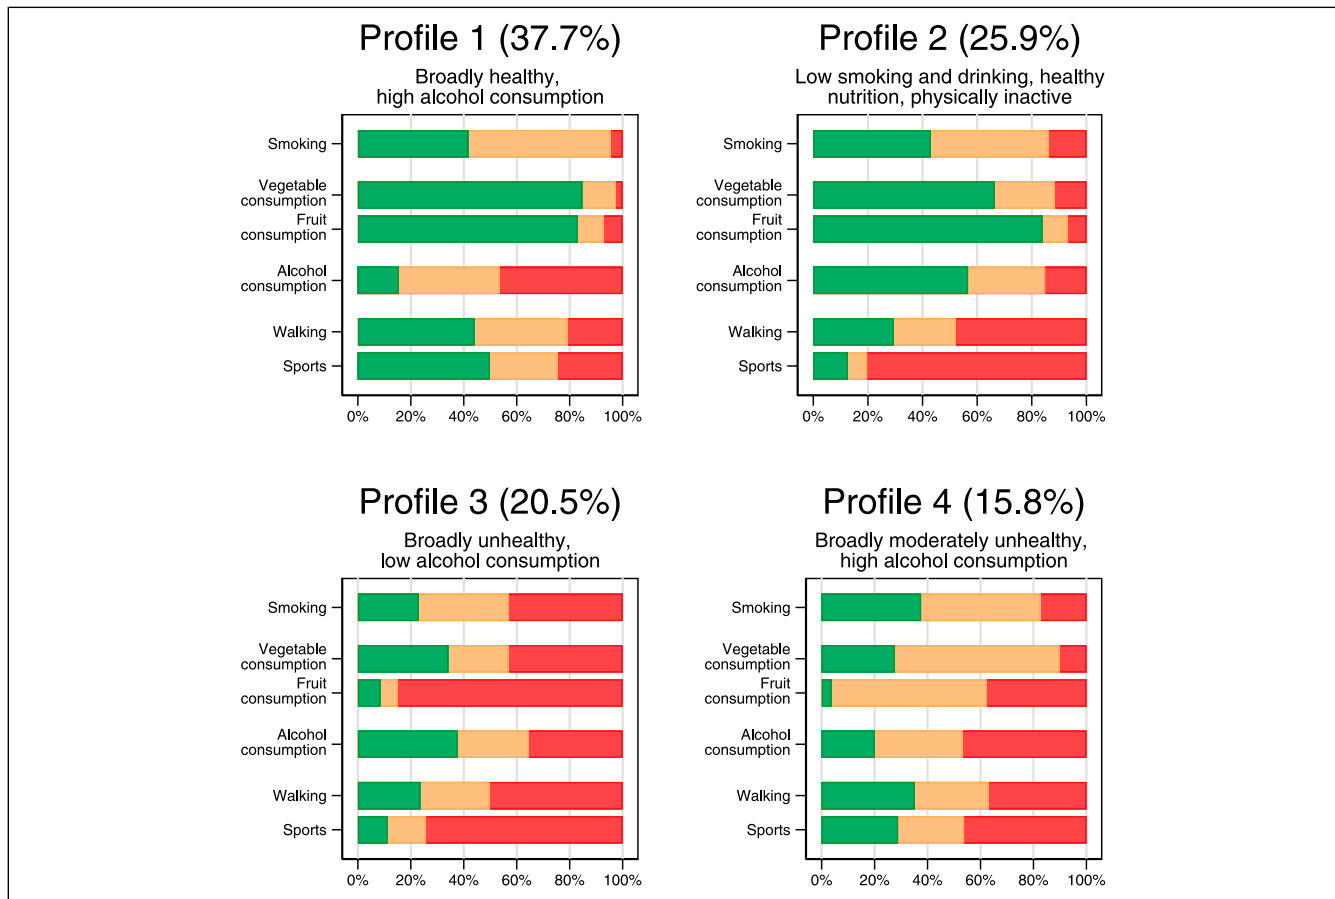 Profile 1 (37.7%)
Broadly healthy,
high alcohol consumption
Smoking
Vegetable
consumption
Fruit
consumption
Alcohol
consumption
Walking
Sports
0% 20% 40% 60% 80% 100%
Profile 2 (25.9%)
Low smoking and drinking, healthy
nutrition, physically inactive
Smoking
Vegetable
consumption
Fruit
consumption
Alcohol
consumption
Walking
Sports
0% 20% 40% 60% 80% 100%
Profile 3 (20.5%)
Broadly unhealthy,
low alcohol consumption
Smoking
Vegetable
consumption
Fruit
consumption
Alcohol
consumption
Walking
Sports
0% 20% 40% 60% 80% 100%
Profile 4 (15.8%)
Broadly moderately unhealthy,
high alcohol consumption
Smoking
Vegetable
consumption
Fruit
consumption
Alcohol
consumption
Walking
Sports
0% 20% 40% 60% 80% 100%